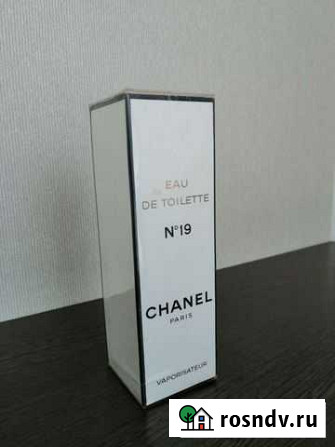 EAU
DE TOILETTE
N°19
CHANEL
PARIS
VAPORISATEUR
rosndv.ru